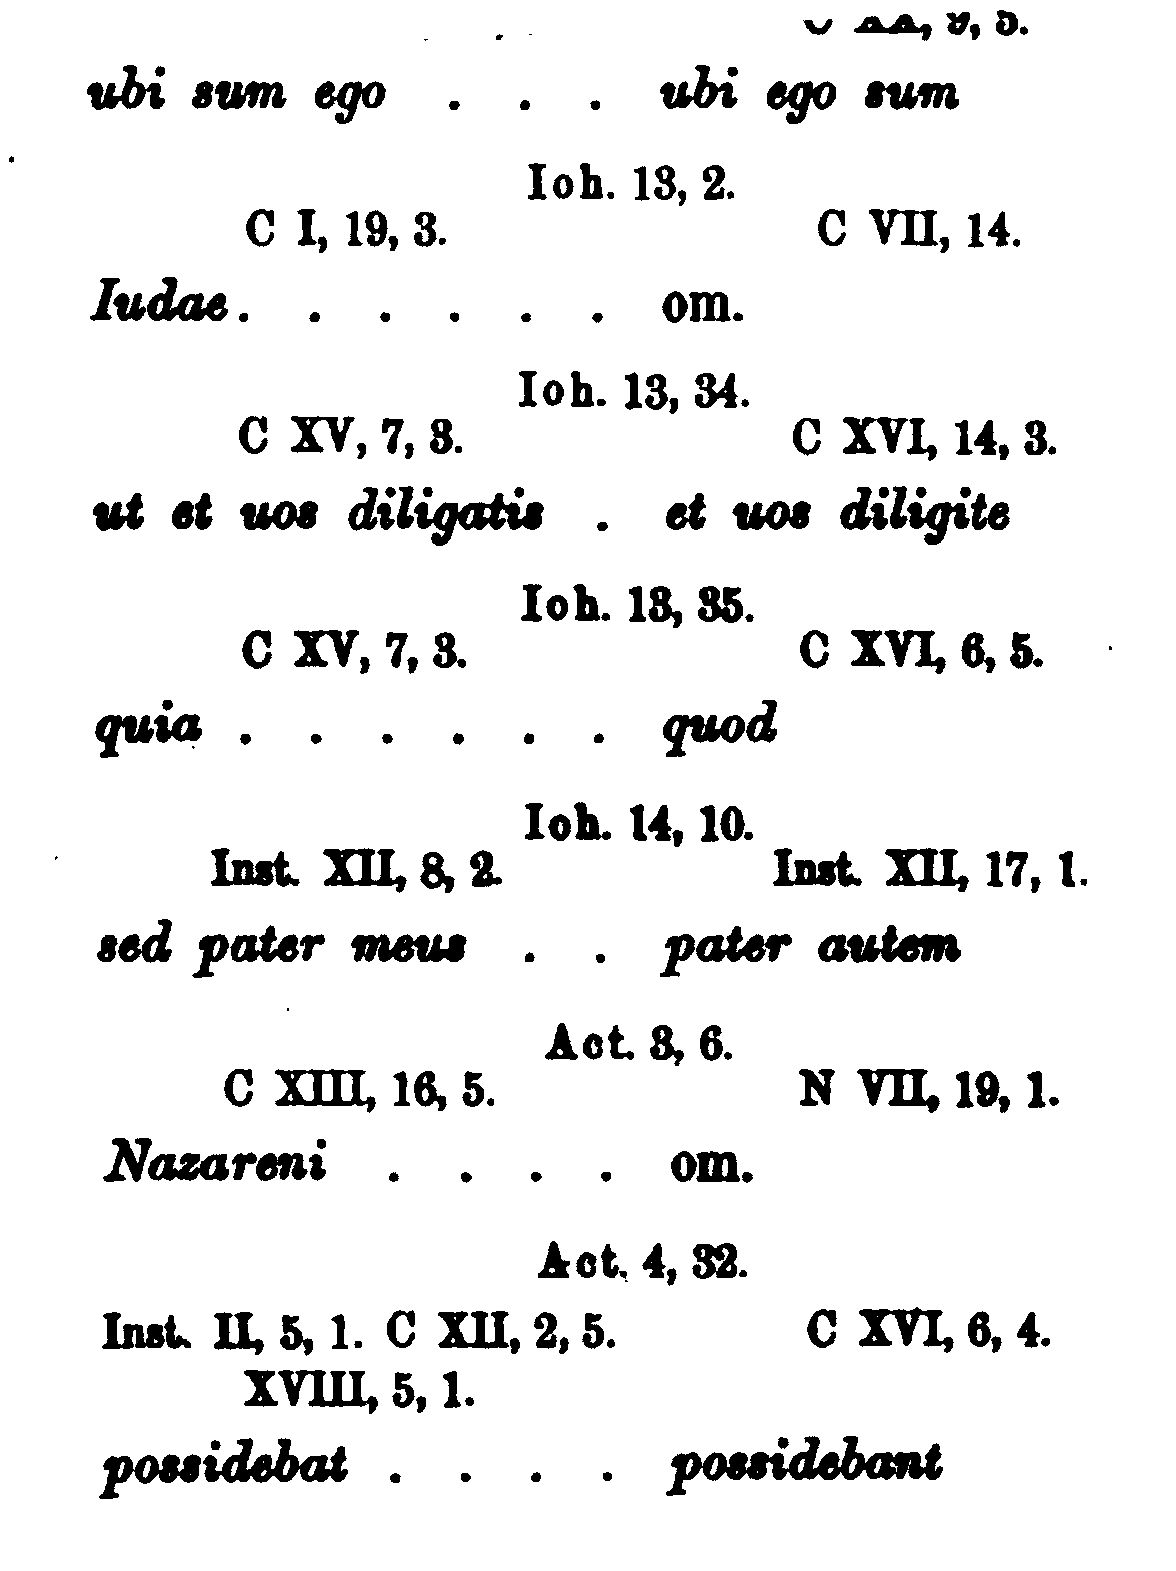 ubi sum ego . . . ubi ego sum
Ioh. 13, 2.
C I, 19, 3. C VII, 14.
Iudae . . . . . . om.
Ioh. 13, 34.
C XV, 7, 3. C XVI, 14, 3.
ut et uos diligatis . et uos diligite
Ioh. 13, 35.
C XV, 7, 3. C XVI, 6, 5.
quia . . . . . . quod
Ioh. 14, 10.
Inst. XII, 8, 2. Inst. XII, 17, 1.
sed pater meus . . pater autem
Act. 3, 6.
C XIII, 16, 5. N VII, 19, 1.
Nazareni . . . . om.
Act. 4, 32.
Inst. II, 5, 1. C XII, 2, 5. C XVI, 6, 4.
XVIII, 5, 1.
possidebat . . . . possidebant